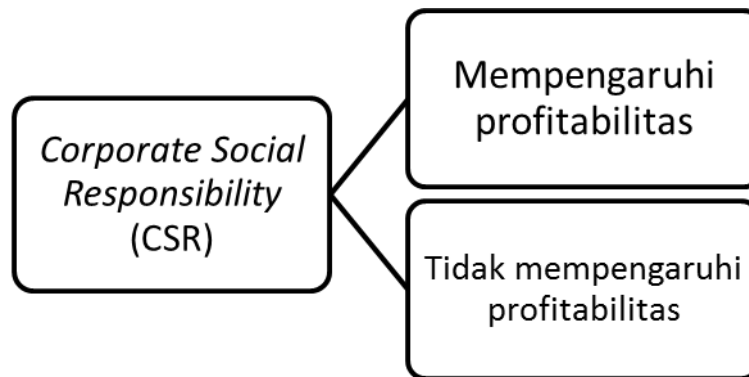 Corporate Social
Responsibility
(CSR)
Mempengaruhi
profitabilitas
Tidak mempengaruhi
profitabilitas